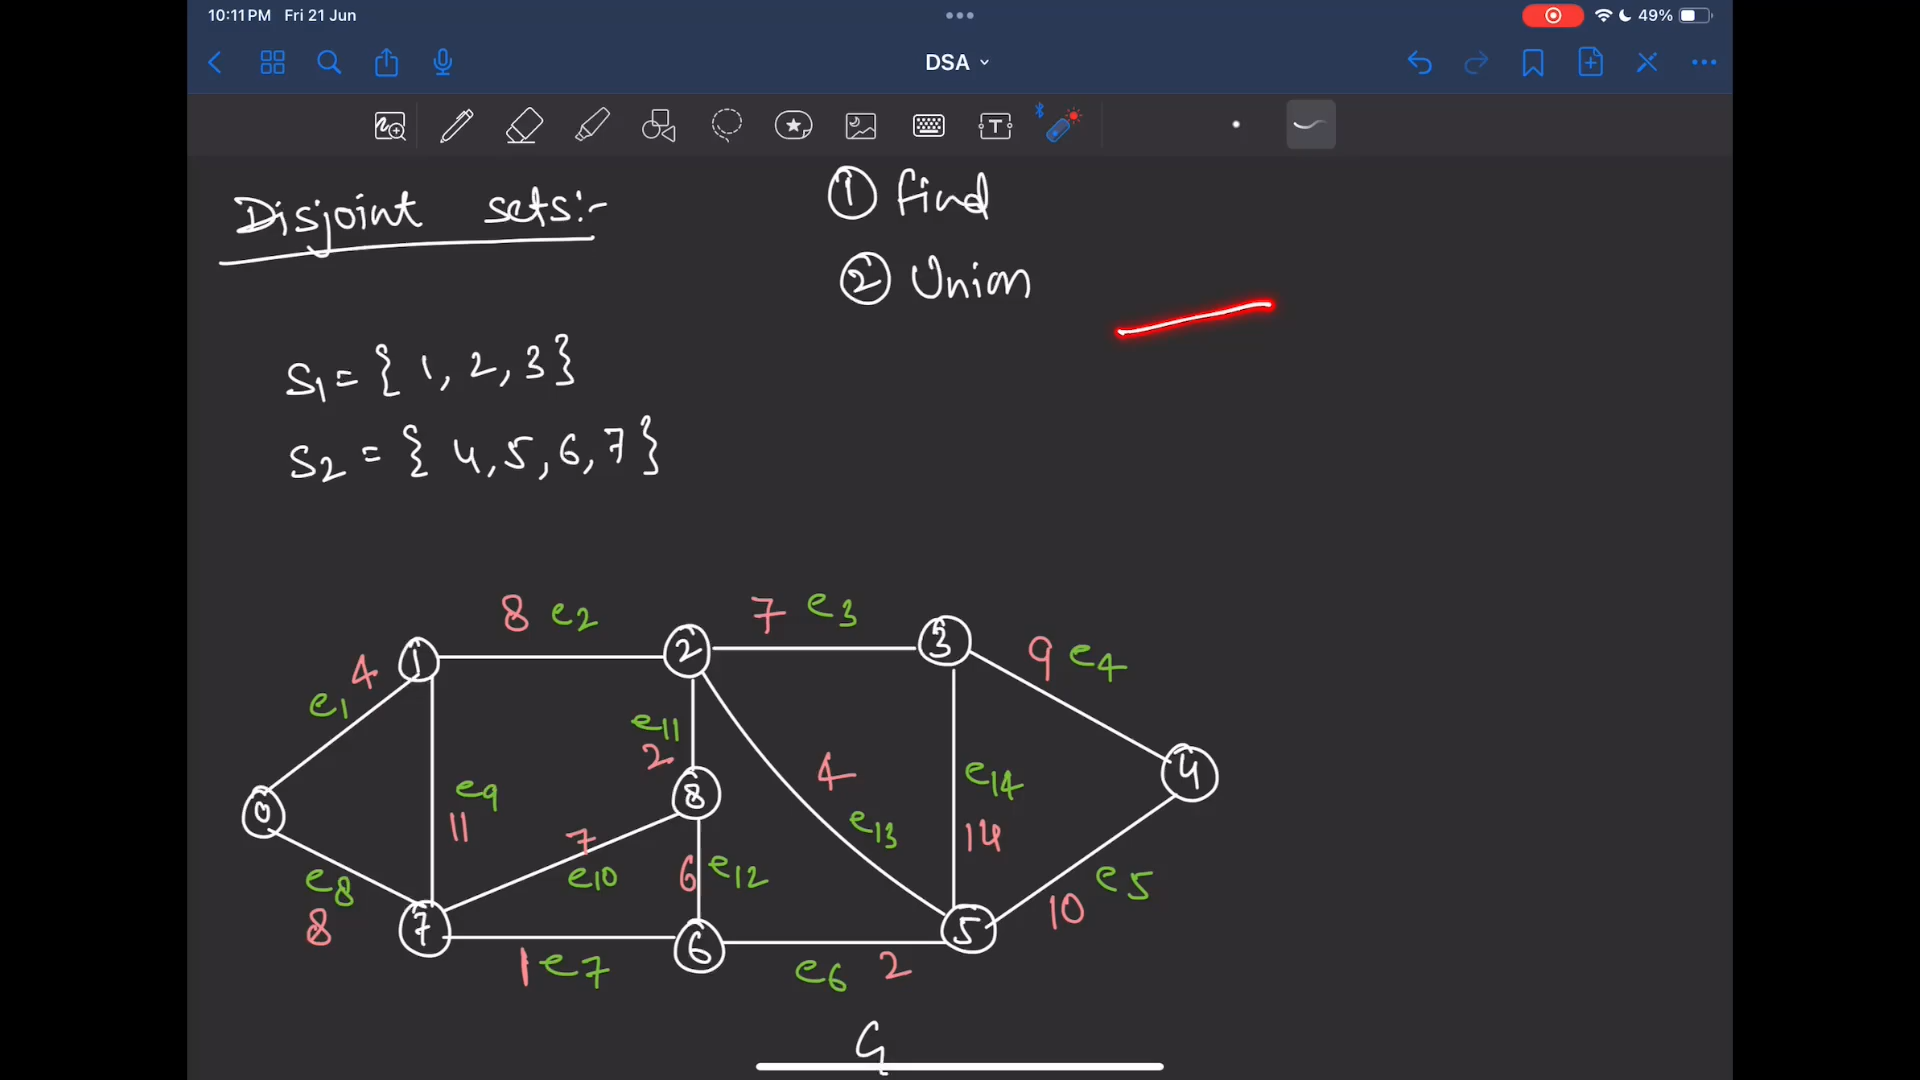 10:11 PM Fri 21 Jun
49%
DSA
T
Disjoint sets:-
① find
② Union
S1 = { 1, 2, 3 }
S2 = { 4, 5, 6, 7 }
8 e2
7 e3
1
2
3
4
e1
9 e4
e11
2
4
e14
4
e9
8
0
11
7
e13
14
e8
e10
6 e12
e5
8
10
7
6
5
1 e7
e6 2
G